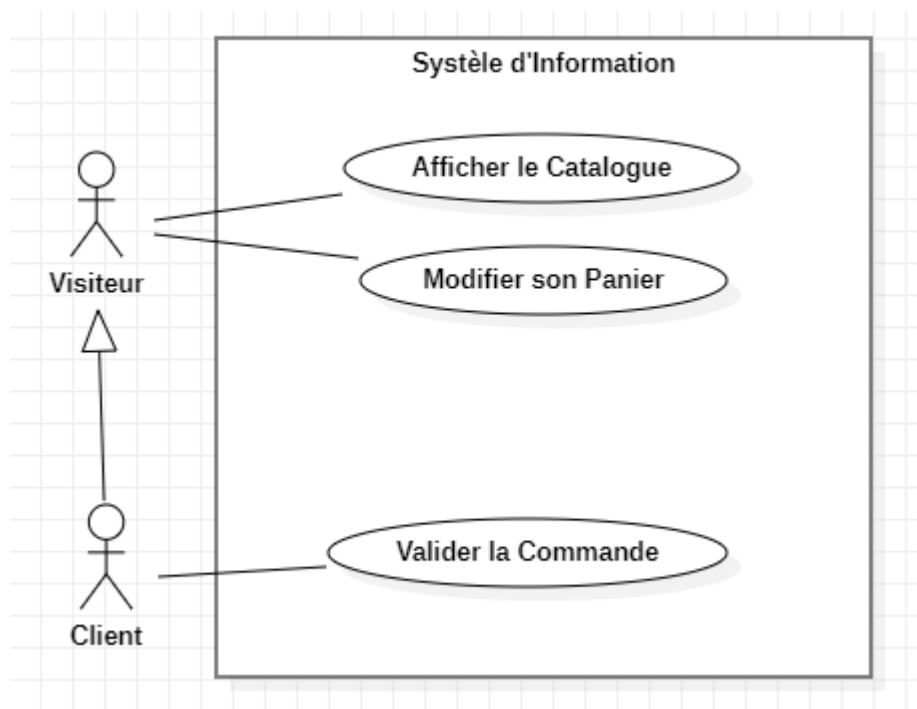 Systèle d'Information
Afficher le Catalogue
Modifier son Panier
Visiteur
Valider la Commande
Client